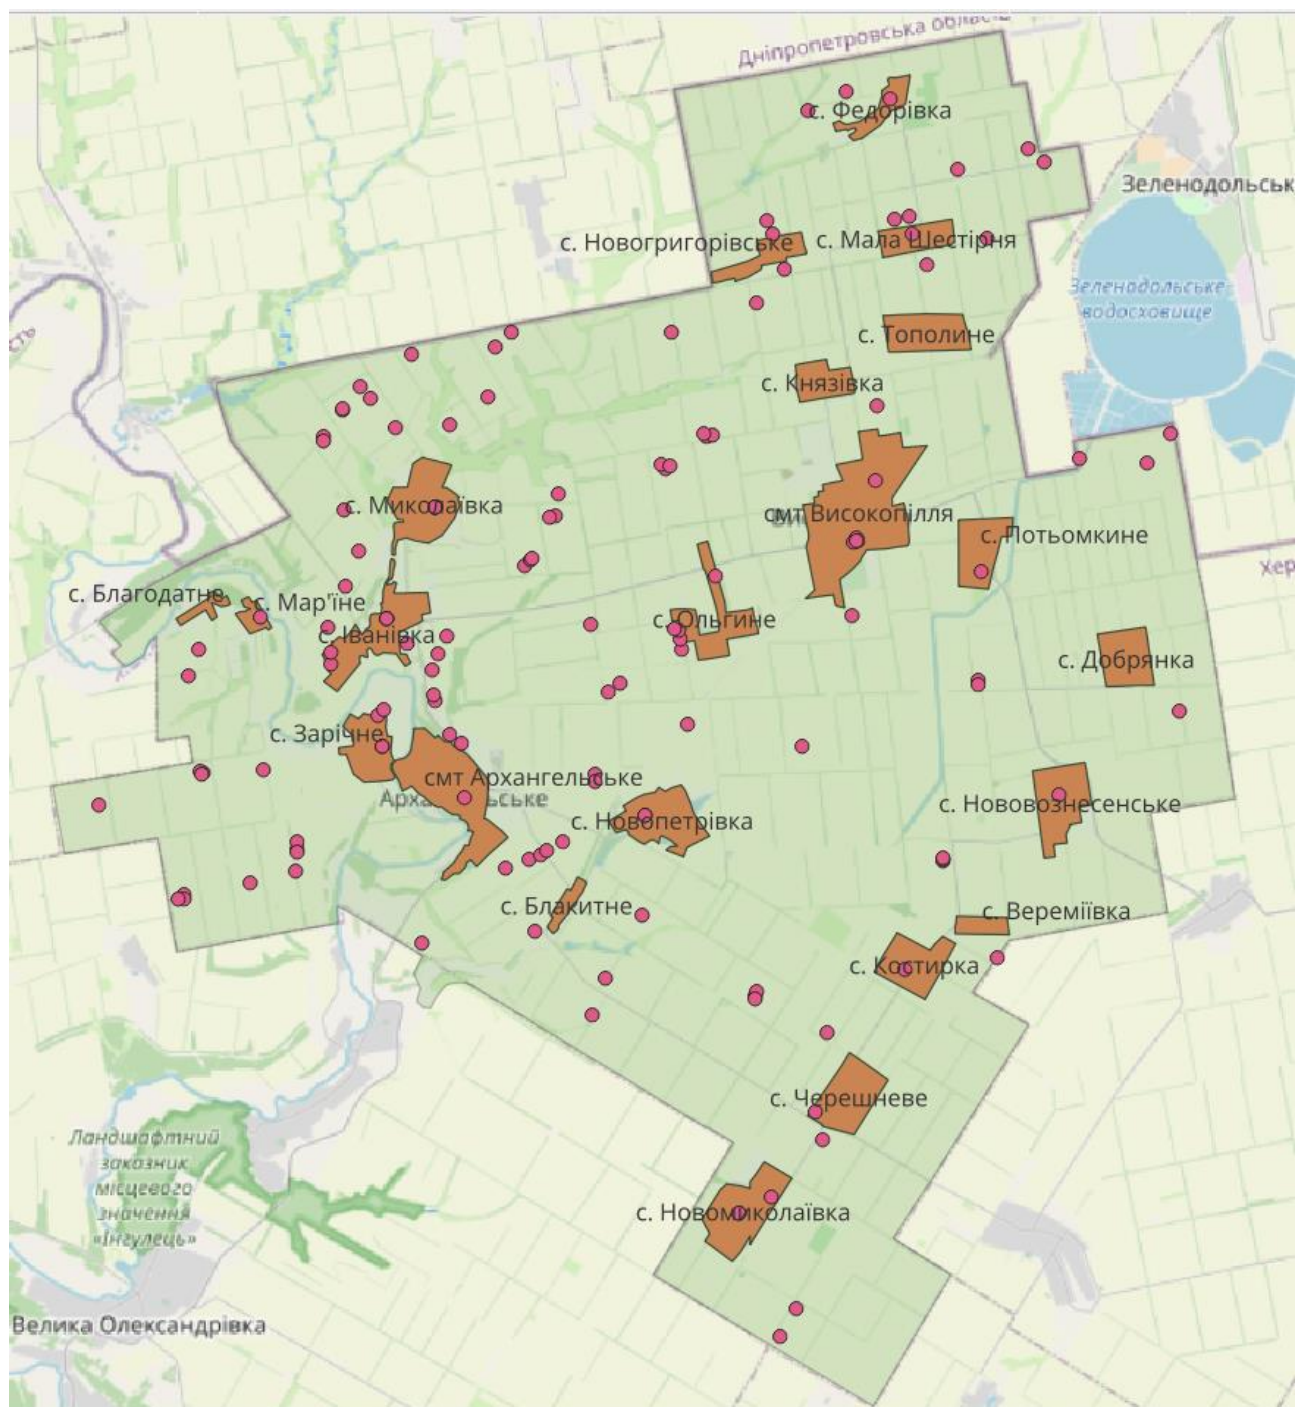 Дніпропетровська область
с. Федорівка
Зеленодольськ
с. Новогригорівське
с. Мала Шестірня
Зеленодольське
водосховище
с. Тополине
с. Князівка
с. Миколаївка
смт Високопілля
с. Потьомкине
Хер
с. Благодатне
с. Мар'їне
с. Ольгине
с. Іванівка
с. Добрянка
с. Зарічне
смт Архангельське
Архангельське
с. Нововознесенське
с. Новопетрівка
с. Блакитне
с. Вереміївка
с. Костирка
с. Черешневе
Ландшафтний
заказник
місцевого
значення
«Інгулець»
с. Новомиколаївка
Велика Олександрівка